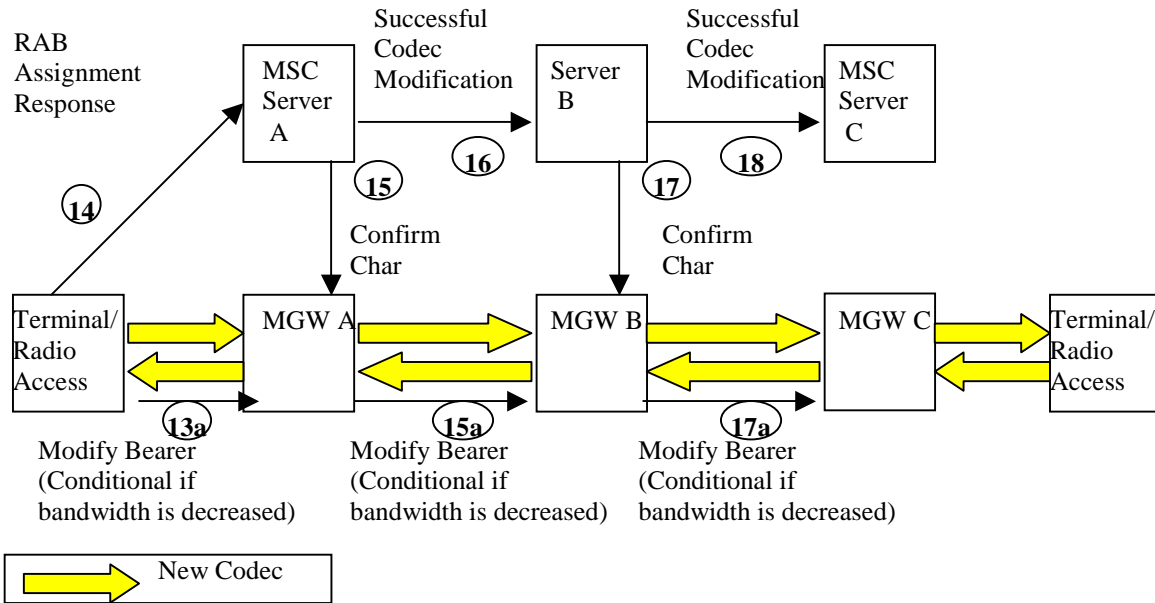 RAB
Assignment
Response
MSC
Server
A
Successful
Codec
Modification
Server
B
Successful
Codec
Modification
MSC
Server
C
14
15
16
17
18
Confirm
Char
Confirm
Char
Terminal/
Radio
Access
MGW A
MGW B
MGW C
Terminal/
Radio
Access
13a
15a
17a
Modify Bearer
(Conditional if
bandwidth is decreased)
Modify Bearer
(Conditional if
bandwidth is decreased)
Modify Bearer
(Conditional if
bandwidth is decreased)
New Codec